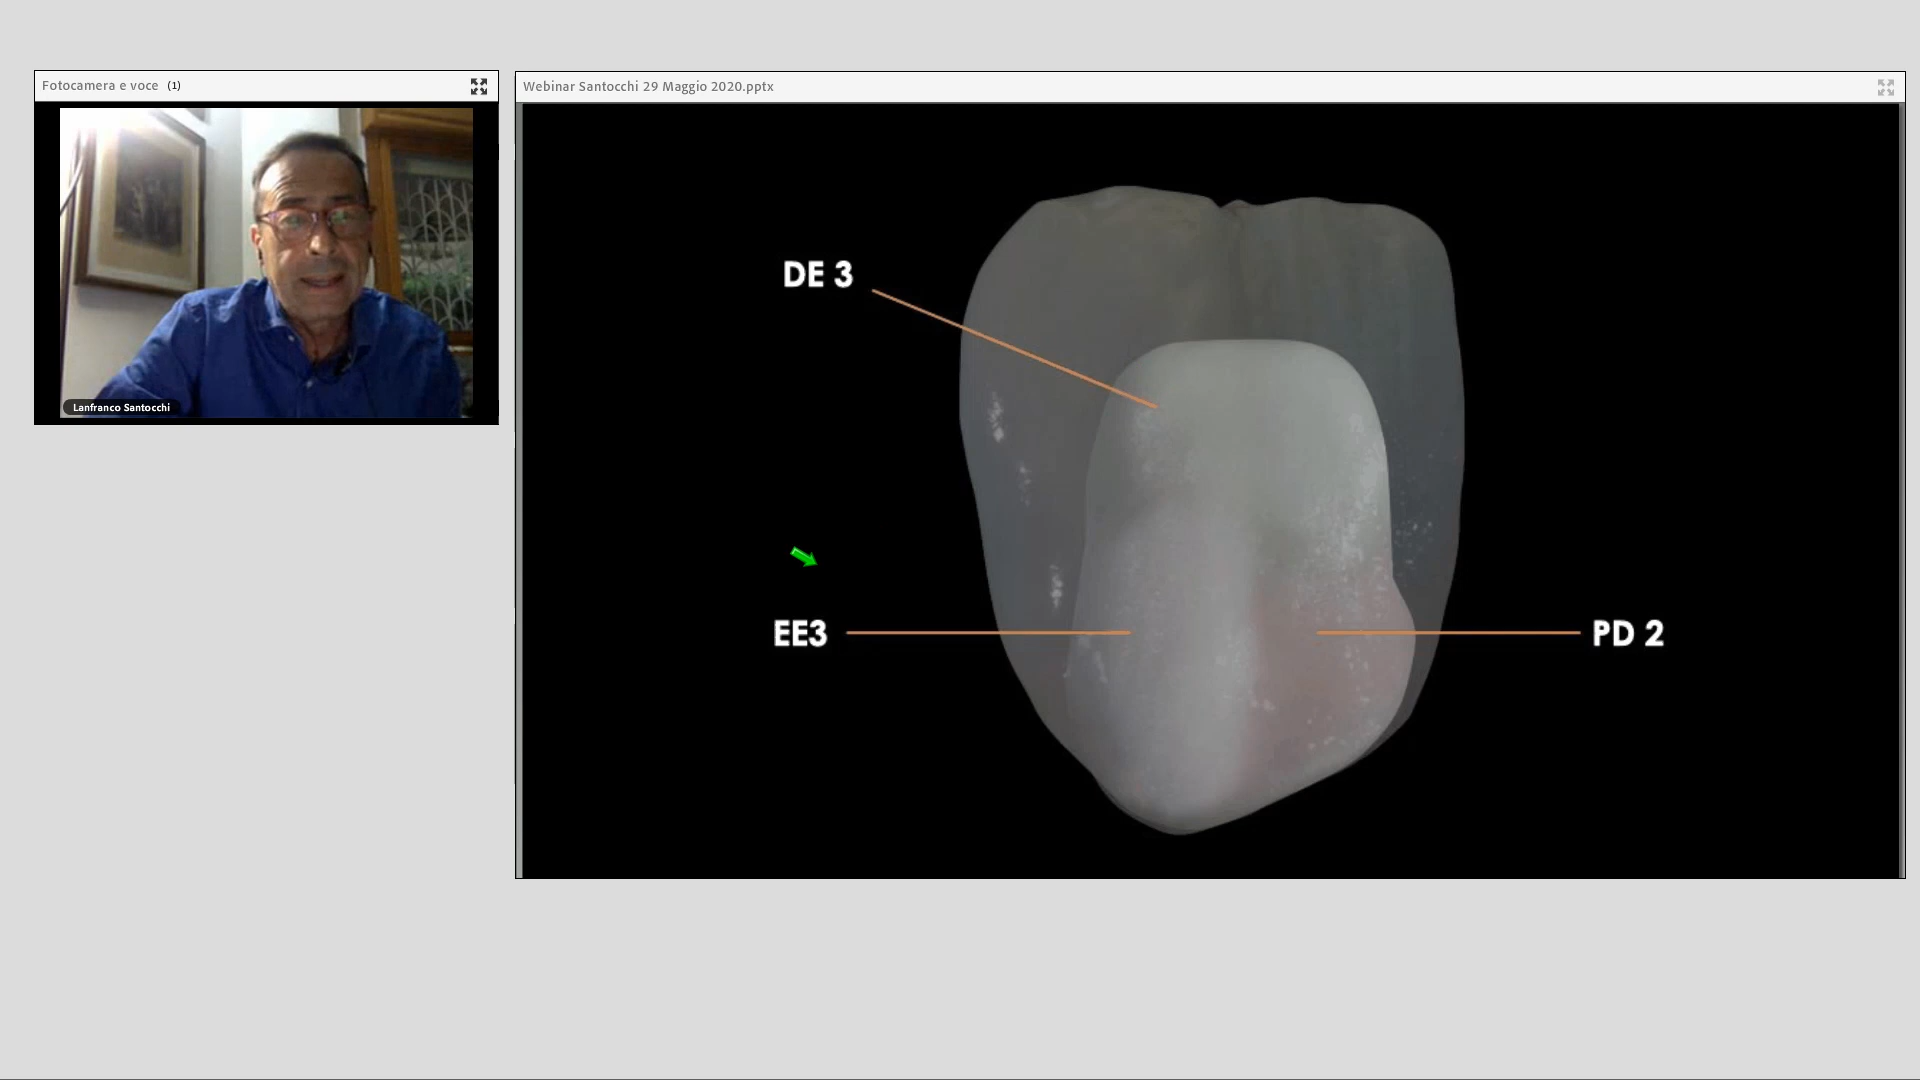 Fotocamera e voce (1)
Lanfranco Santocchi
Webinar Santocchi 29 Maggio 2020.pptx
DE 3
EE3
PD 2